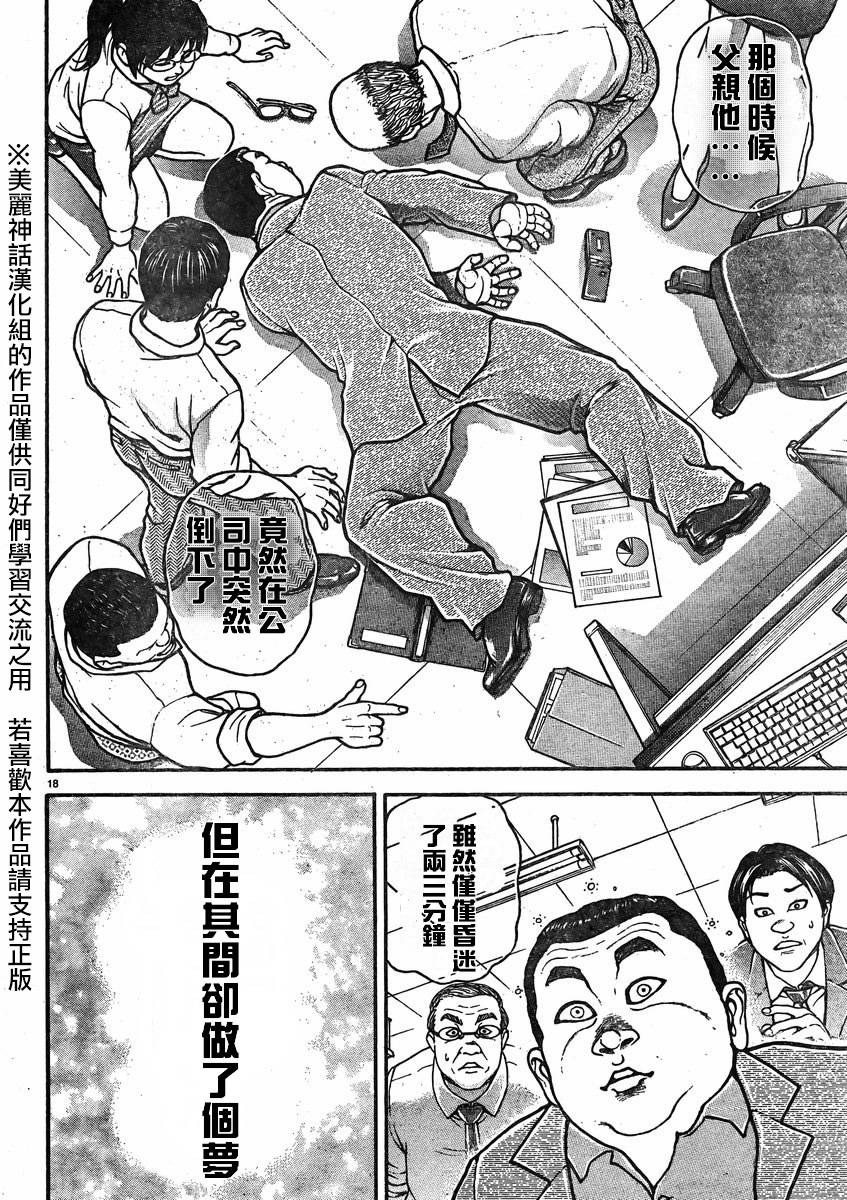 那個時候
父親他……
竟然在公
司中突然
倒下了
18
雖然僅僅昏迷
了兩三分鐘
但在其間卻做了個夢
※美麗神話漢化組的作品僅供同好們學習交流之用 若喜歡本作品請支持正版